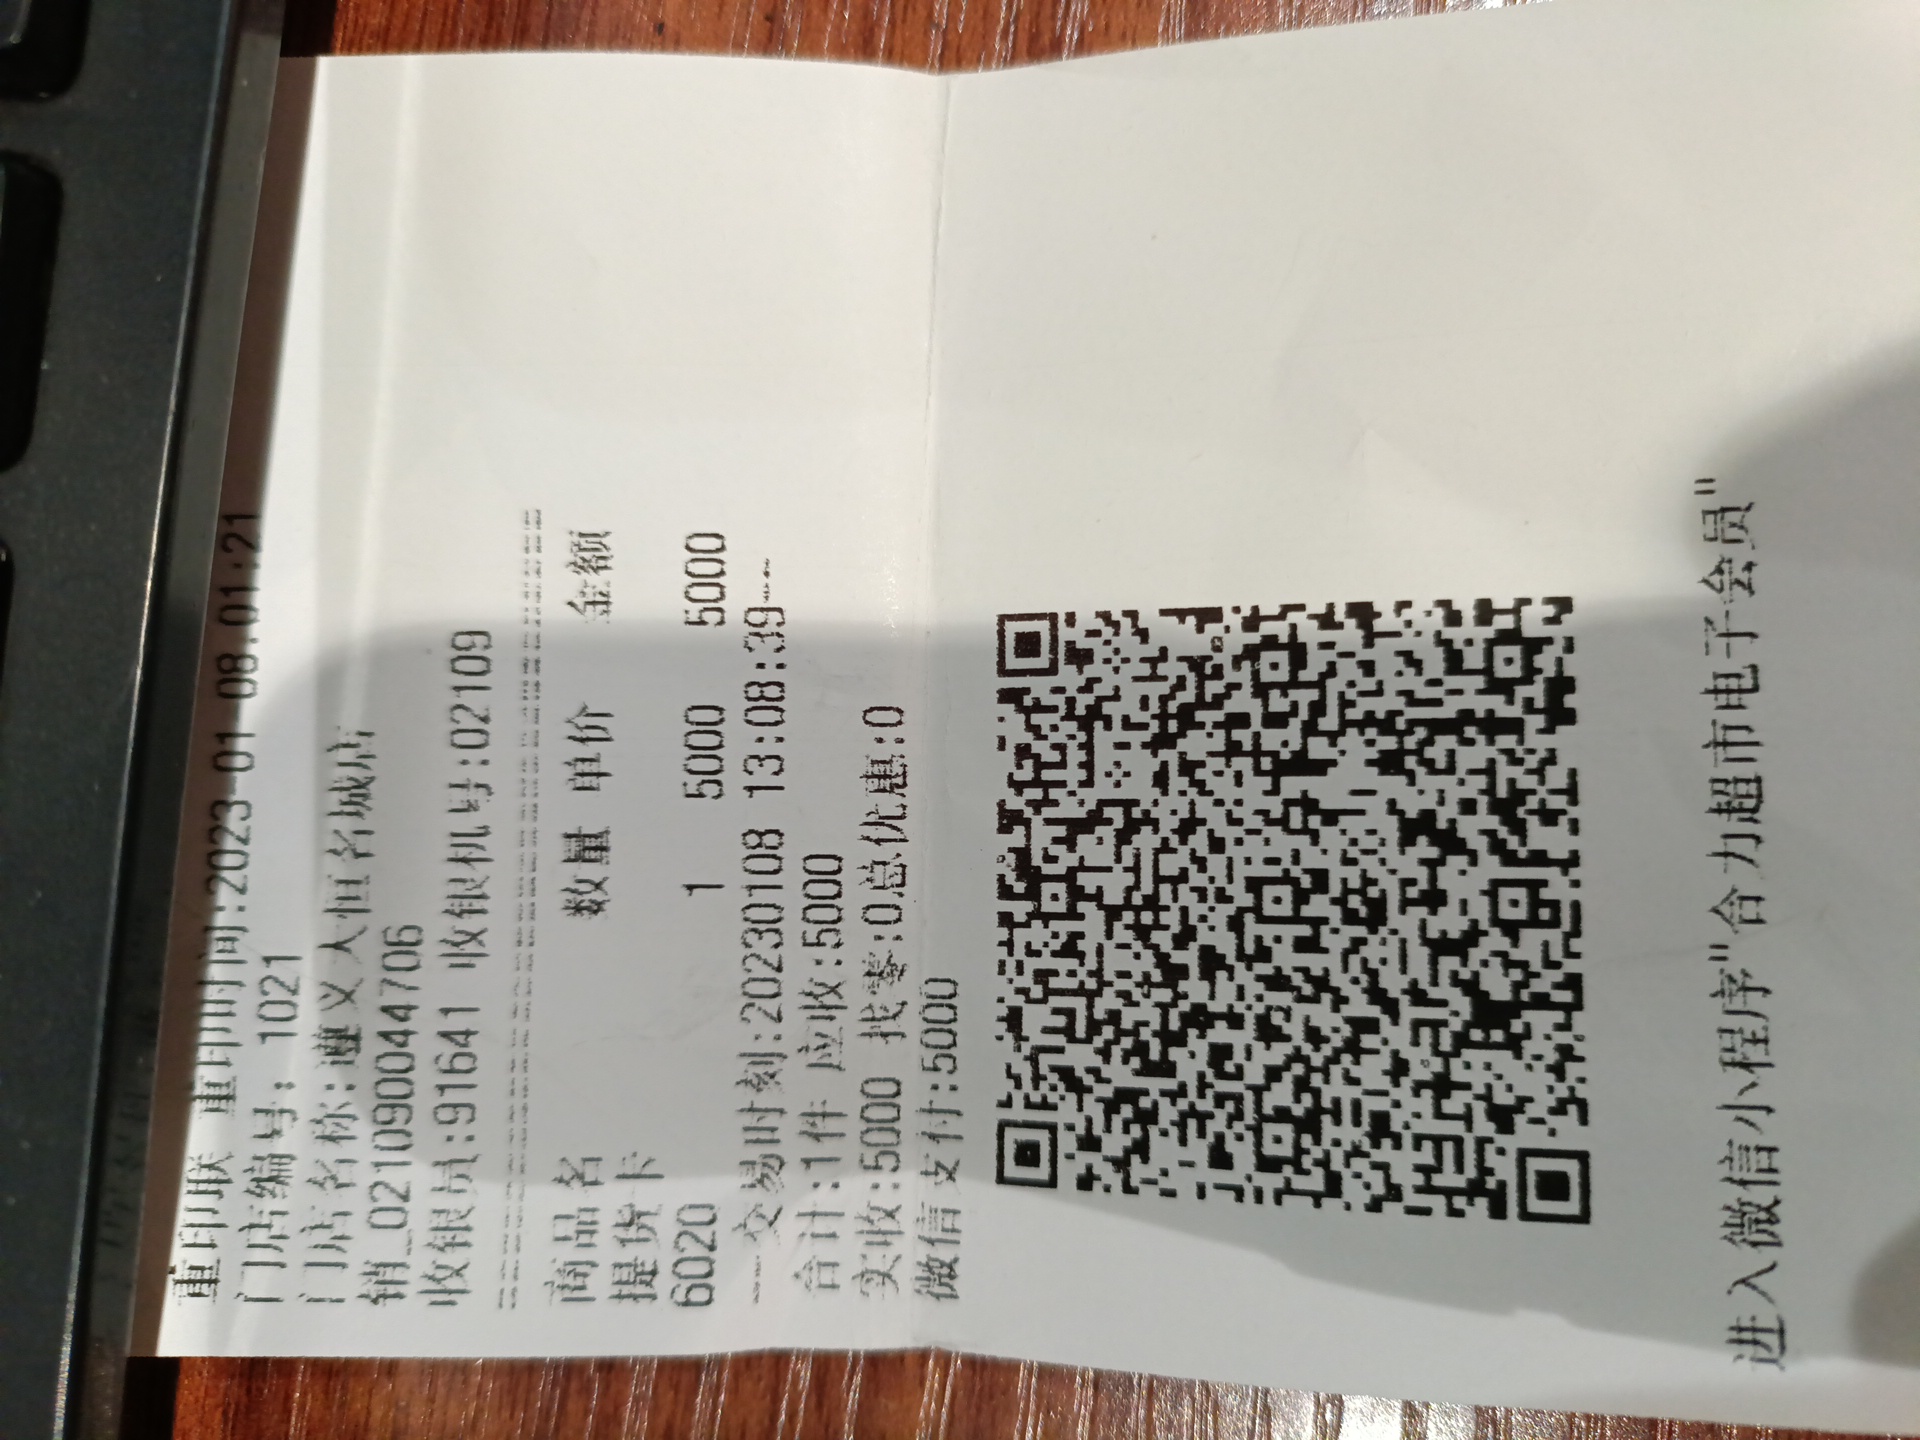 重印联 重印时间:2023-01-08.01:21
门店编号: 1021
门店名称:遵义大恒名城店
销_021090044706
收银员:91641 收银机号:02109
商品名 数量 单价 金额
提货卡
6020 1 5000 5000
----交易时刻:20230108 13:08:39----
合计:1件 应收:5000
实收:5000 找零:0总优惠:0
微信支付:5000
进入微信小程序"合力超市电子会员"